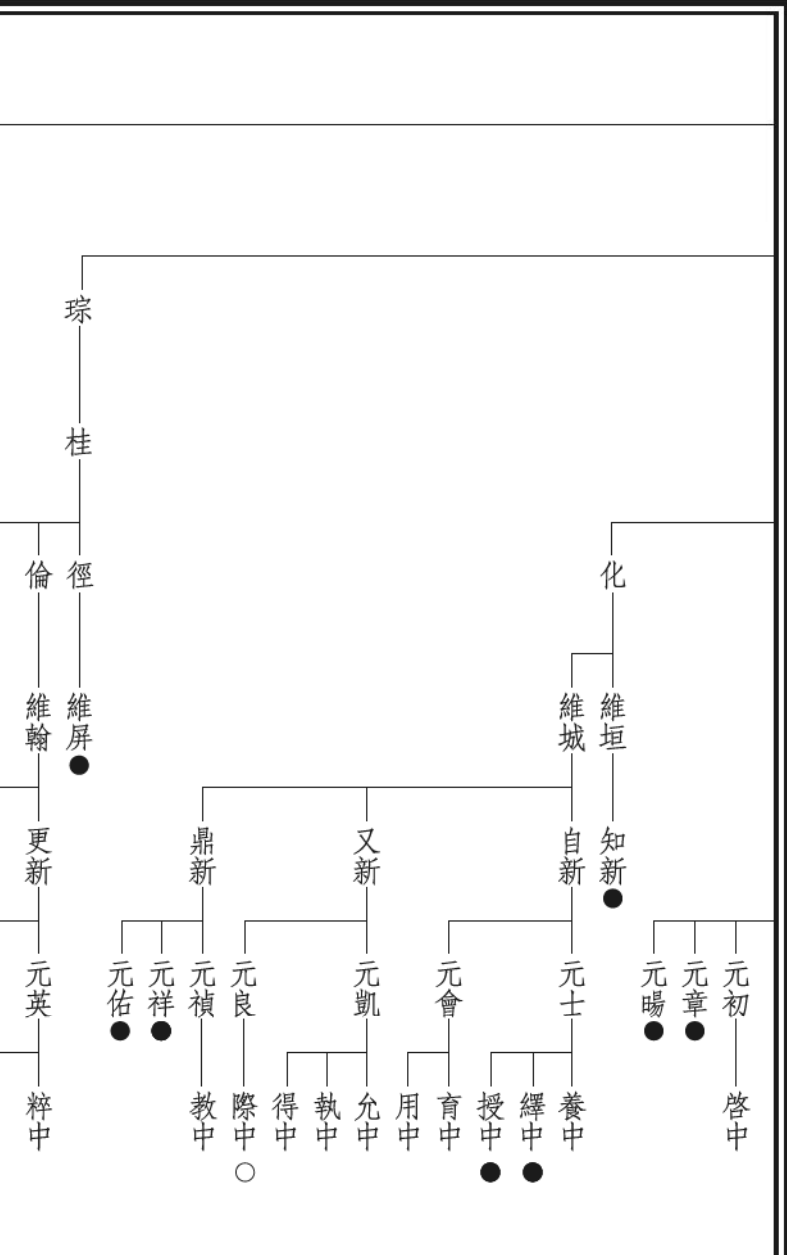 琮
桂
化
徑
倫
維垣
維城
維屏
維翰
知新
自新
又新
鼎新
更新
元初
元章
元暘
元士
元會
元凱
元良
元禎
元祥
元佑
元英
啓中
養中
繹中
授中
育中
用中
允中
執中
得中
際中
教中
粹中